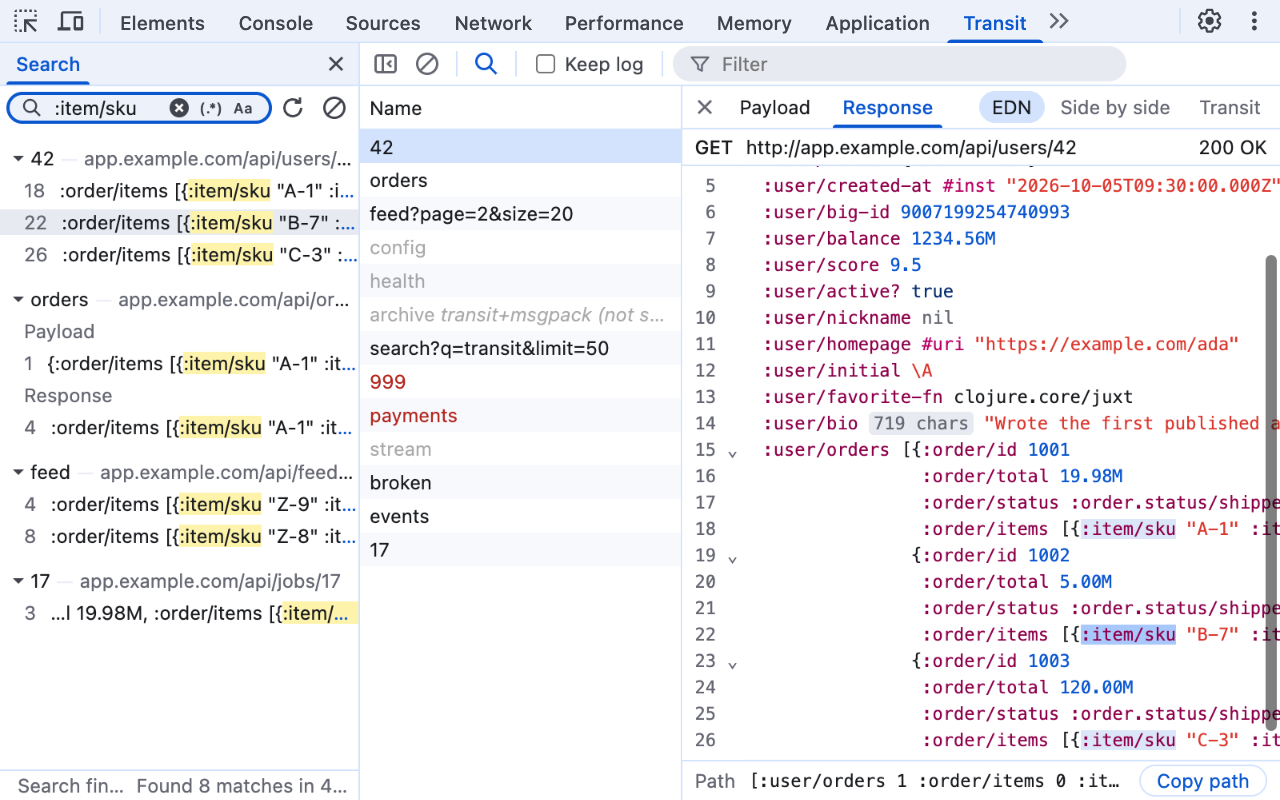 Elements Console Sources Network Performance Memory Application Transit
Search
Keep log
Filter
:item/sku
(.*) Aa
42 — app.example.com/api/users/...
18 :order/items [{:item/sku "A-1" :i...
22 :order/items [{:item/sku "B-7" :...
26 :order/items [{:item/sku "C-3" :...
orders — app.example.com/api/or...
Payload
1 {:order/items [{:item/sku "A-1" :it...
Response
4 :order/items [{:item/sku "A-1" :it...
feed — app.example.com/api/feed...
4 :order/items [{:item/sku "Z-9" :it...
8 :order/items [{:item/sku "Z-8" :it...
17 — app.example.com/api/jobs/17
3 ...l 19.98M, :order/items [{:item/...
Search fin... Found 8 matches in 4...
Name
42
orders
feed?page=2&size=20
config
health
archive transit+msgpack (not s...
search?q=transit&limit=50
999
payments
stream
broken
events
17
Payload Response EDN Side by side Transit
GET http://app.example.com/api/users/42 200 OK
5 :user/created-at #inst "2026-10-05T09:30:00.000Z"
6 :user/big-id 9007199254740993
7 :user/balance 1234.56M
8 :user/score 9.5
9 :user/active? true
10 :user/nickname nil
11 :user/homepage #uri "https://example.com/ada"
12 :user/initial \A
13 :user/favorite-fn clojure.core/juxt
14 :user/bio 719 chars "Wrote the first published a
15 :user/orders [{:order/id 1001
16 :order/total 19.98M
17 :order/status :order.status/shippe
18 :order/items [{:item/sku "A-1" :it
19 {:order/id 1002
20 :order/total 5.00M
21 :order/status :order.status/shippe
22 :order/items [{:item/sku "B-7" :it
23 {:order/id 1003
24 :order/total 120.00M
25 :order/status :order.status/shippe
26 :order/items [{:item/sku "C-3" :it
Path [:user/orders 1 :order/items 0 :it... Copy path